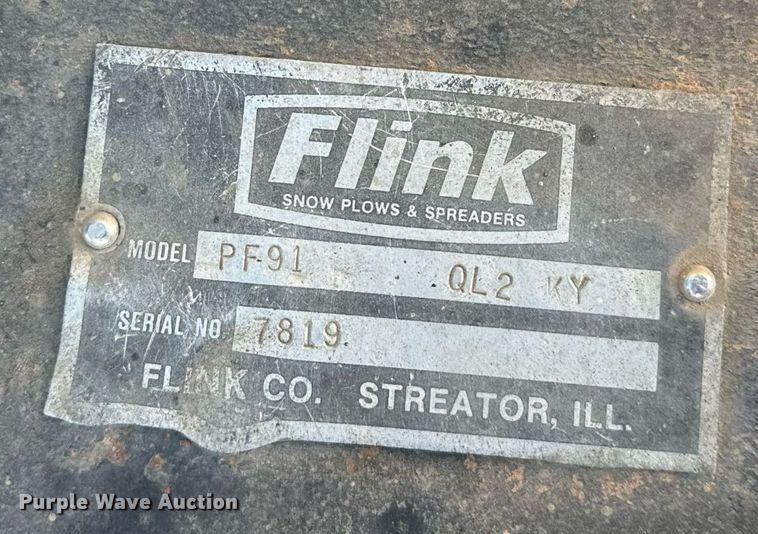 Flink
SNOW PLOWS & SPREADERS
MODEL PF91 QL2 KY
SERIAL NO 7819
FLINK CO. STREATOR, ILL.
Purple Wave Auction